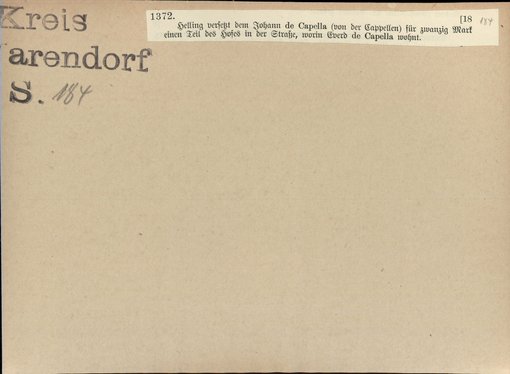 Kreis
arendorf
S. 184
1372. [18 184
Helling versetzt dem Johann de Capella (von der Cappellen) für zwanzig Mark
einen Teil des Hofes in der Straße, worin Everd de Capella wohnt.